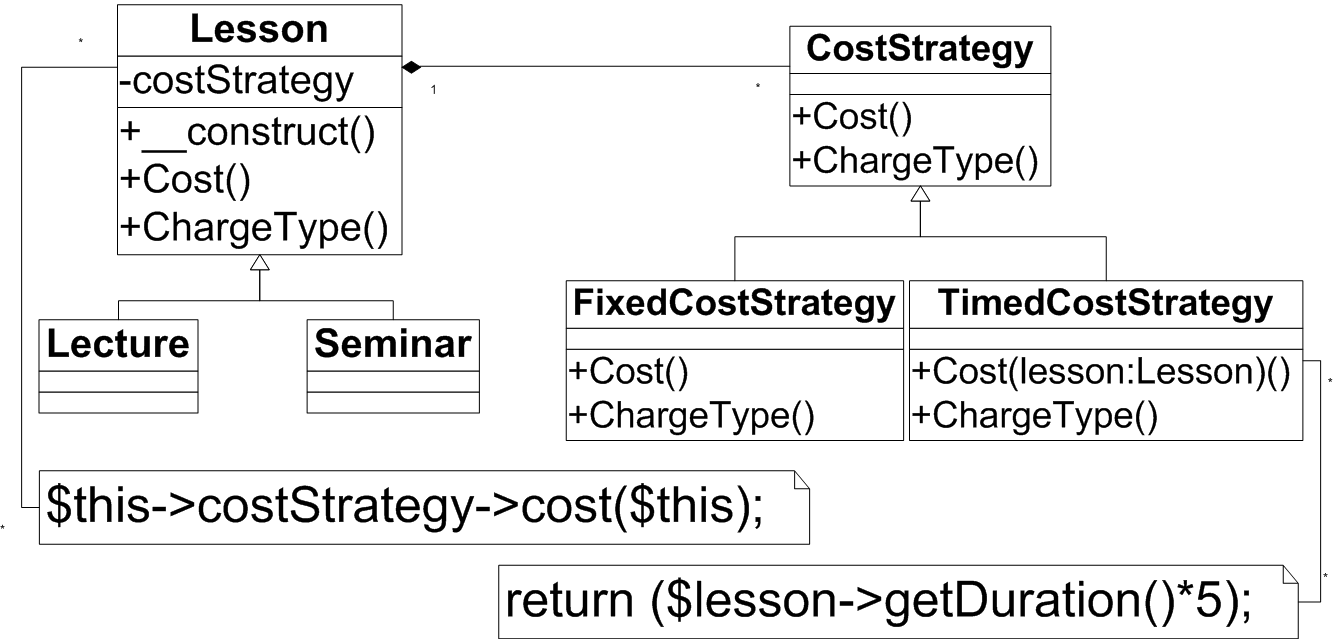 Lesson
-costStrategy
+__construct()
+Cost()
+ChargeType()
*
1
*
CostStrategy
+Cost()
+ChargeType()
Lecture
Seminar
FixedCostStrategy
+Cost()
+ChargeType()
TimedCostStrategy
+Cost(lesson:Lesson)()
+ChargeType()
*
*
$this->costStrategy->cost($this);
*
return ($lesson->getDuration()*5);